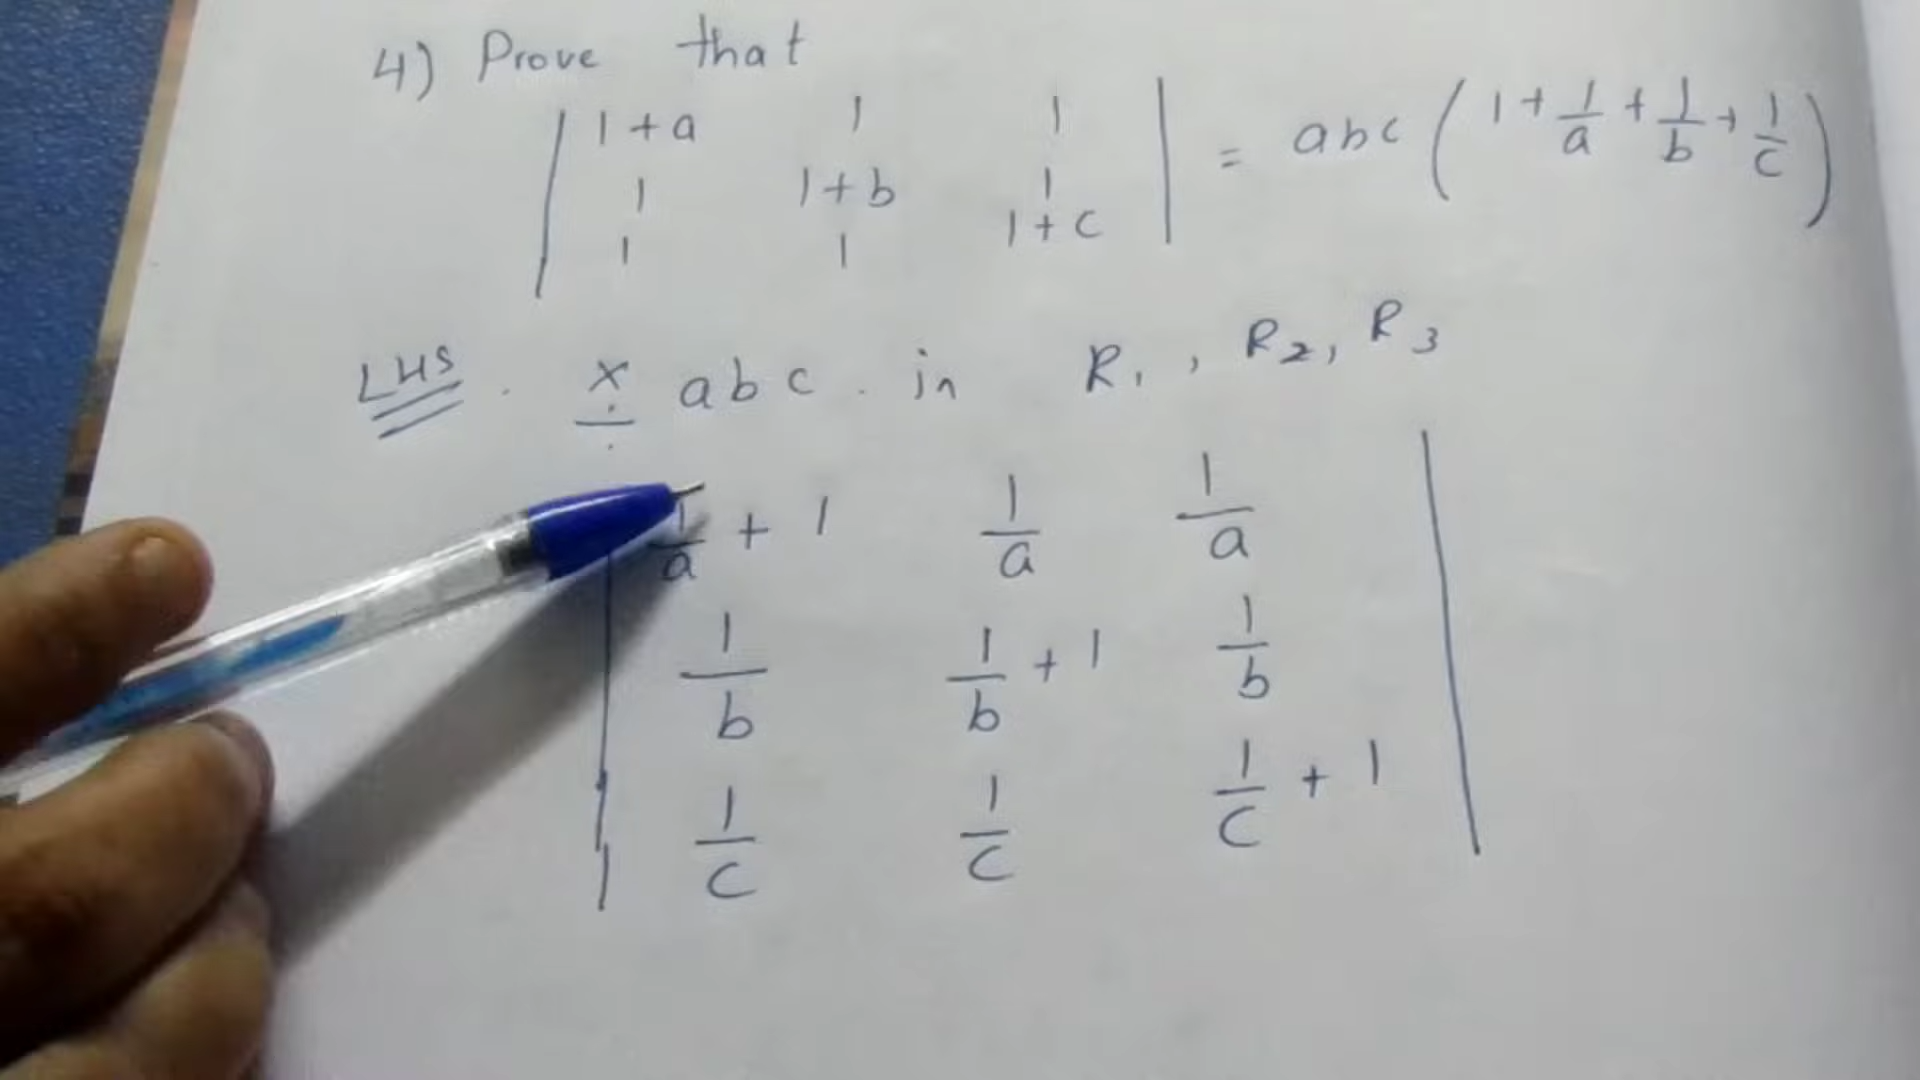 4) Prove that
| 1+a 1 1 | = abc ( 1 + 1/a + 1/b + 1/c )
1 1+b 1
1 1 1+c
LHS . × ÷ abc . in R1 , R2, R3
| 1/a + 1 1/a 1/a |
1/b 1/b + 1 1/b
1/c 1/c 1/c + 1